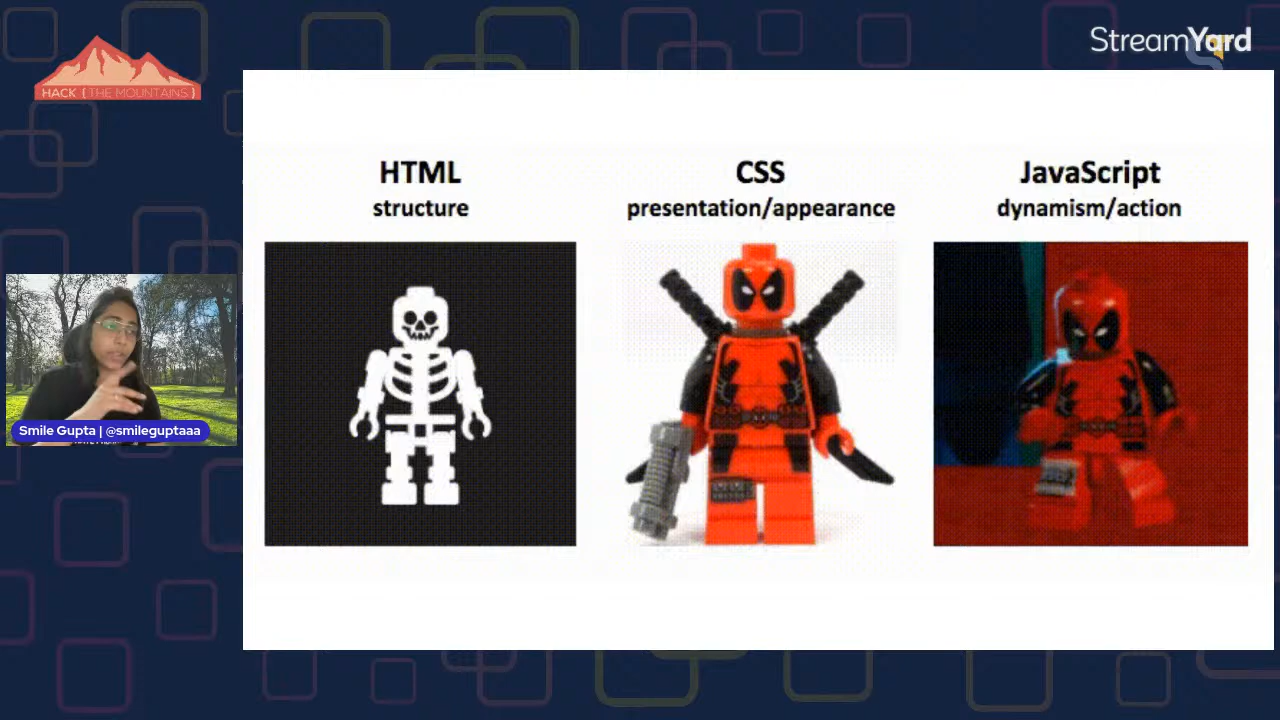 HACK {THE MOUNTAINS}
StreamYard
HTML
structure
CSS
presentation/appearance
JavaScript
dynamism/action
Smile Gupta | @smileguptaaa